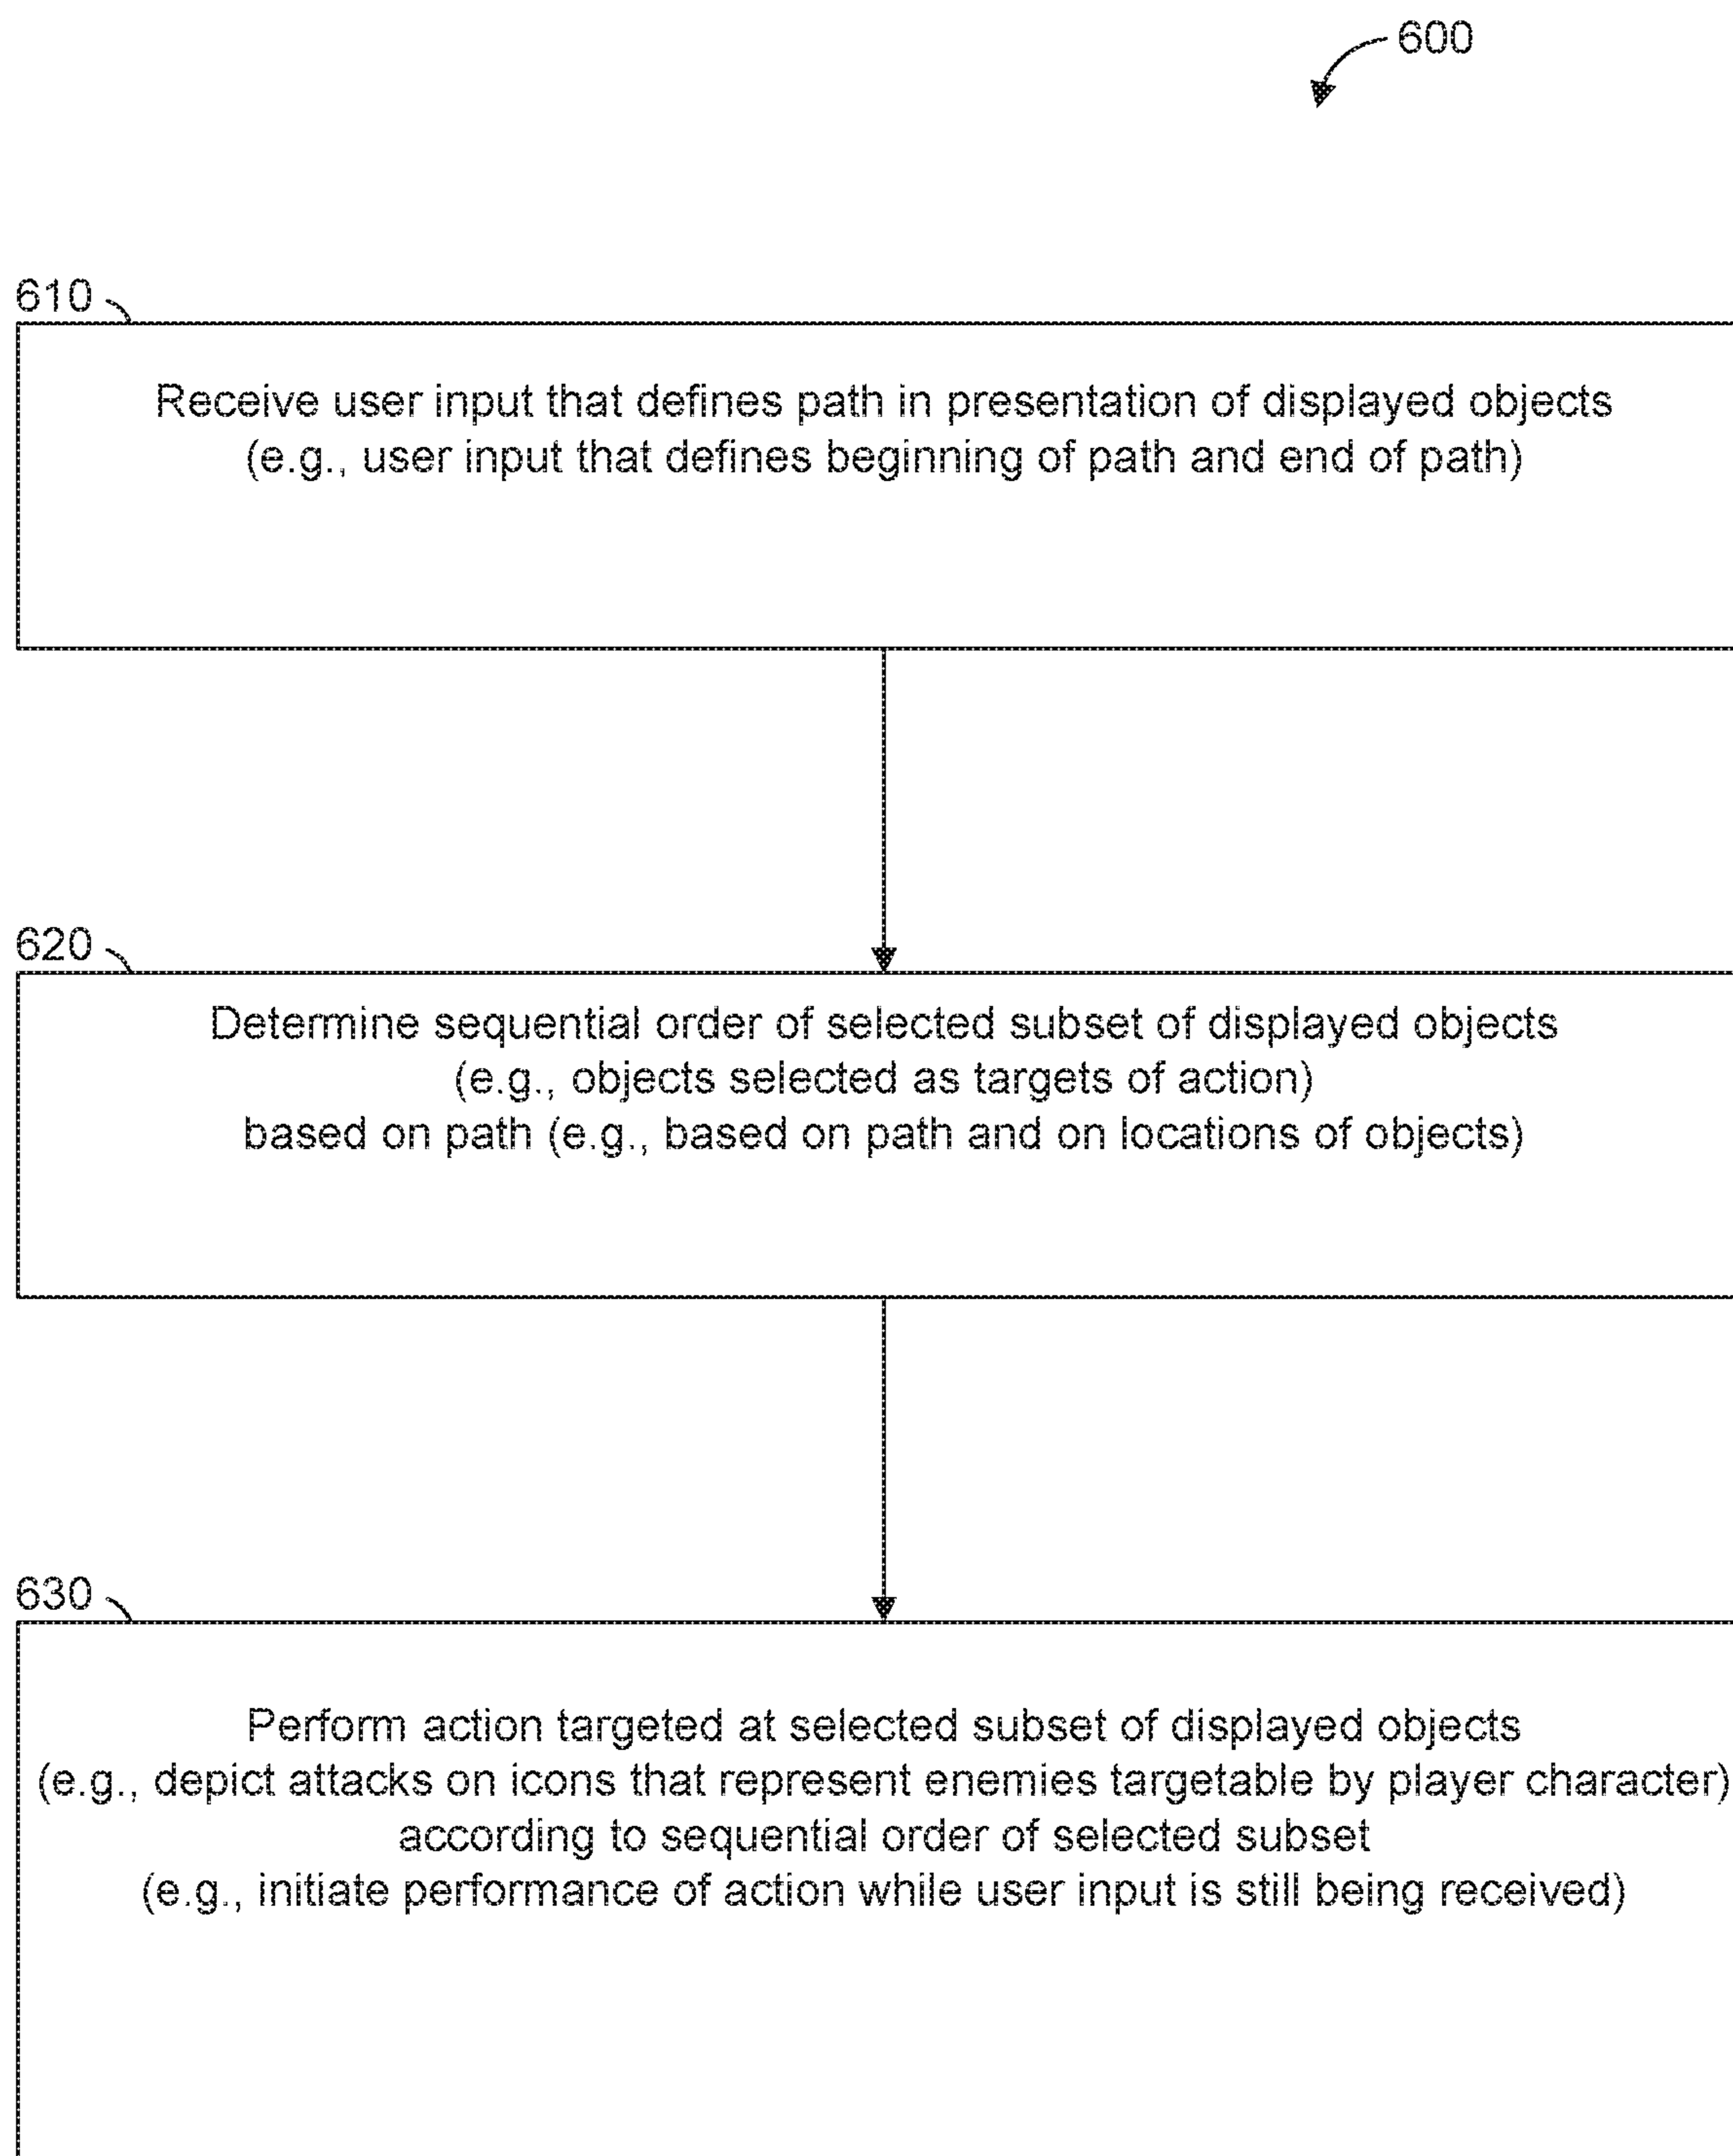 600
610
Receive user input that defines path in presentation of displayed objects
(e.g., user input that defines beginning of path and end of path)
620
Determine sequential order of selected subset of displayed objects
(e.g., objects selected as targets of action)
based on path (e.g., based on path and on locations of objects)
630
Perform action targeted at selected subset of displayed objects
(e.g., depict attacks on icons that represent enemies targetable by player character)
according to sequential order of selected subset
(e.g., initiate performance of action while user input is still being received)